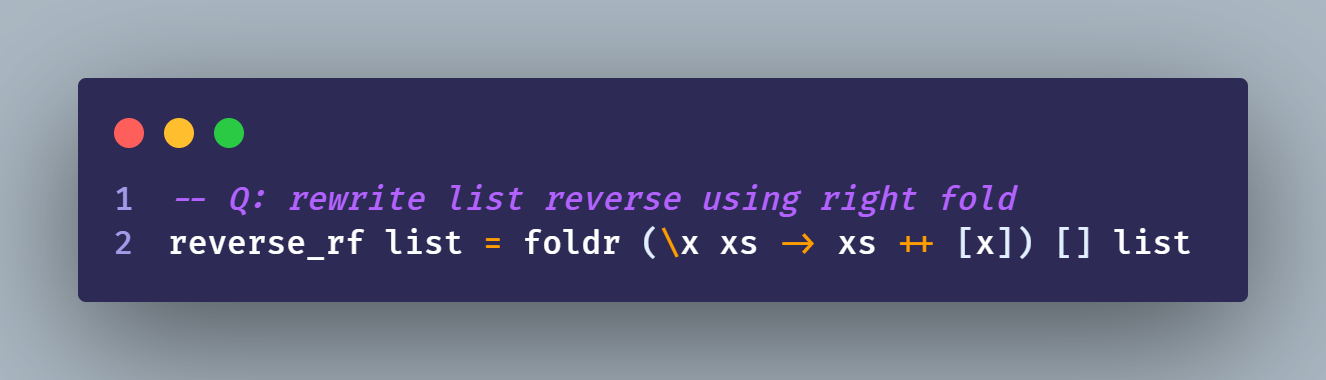 1 -- Q: rewrite list reverse using right fold
2 reverse_rf list = foldr (\x xs -> xs ++ [x]) [] list